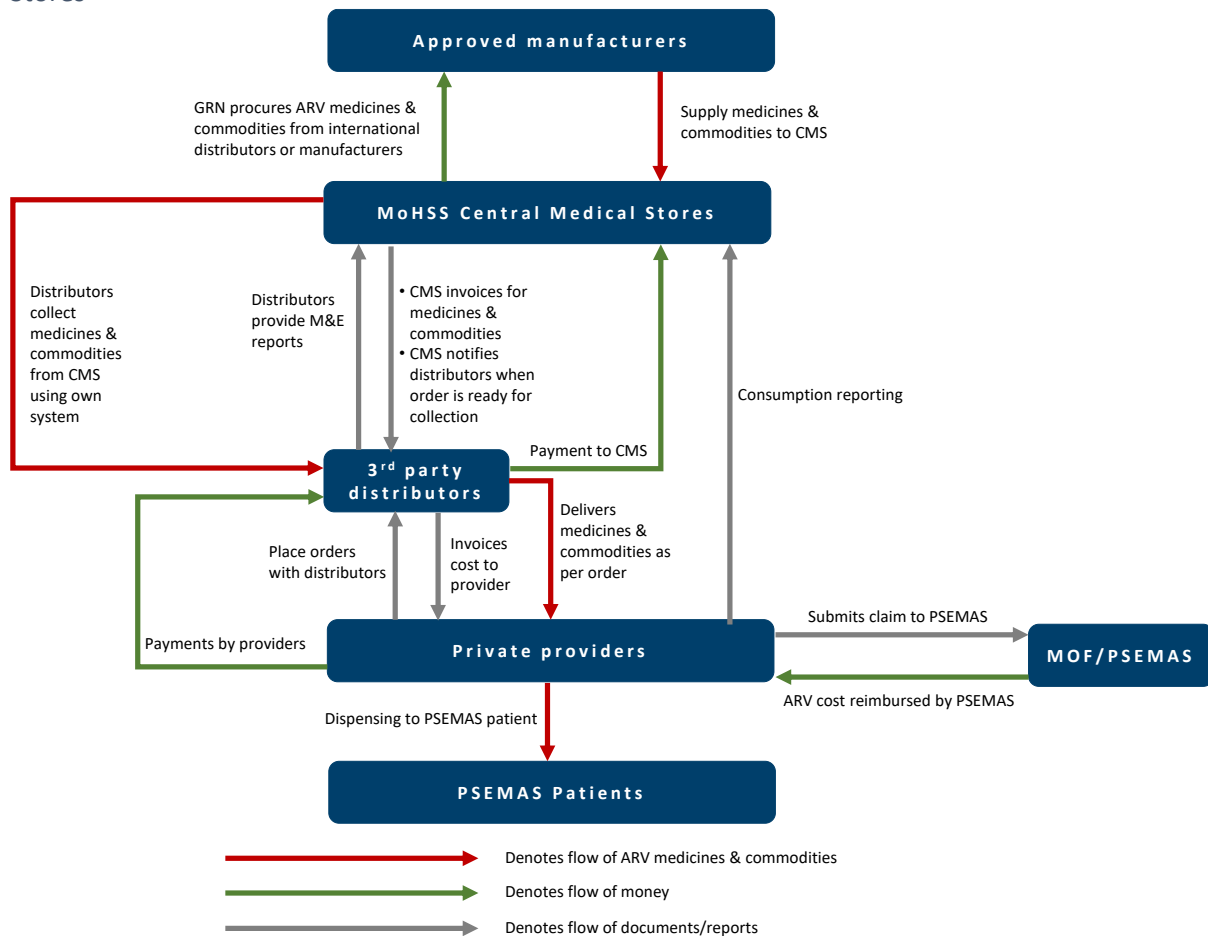 Approved manufacturers
GRN procures ARV medicines &
commodities from international
distributors or manufacturers
Supply medicines &
commodities to CMS
MoHSS Central Medical Stores
Distributors
collect
medicines &
commodities
from CMS
using own
system
Distributors
provide M&E
reports
• CMS invoices for
medicines &
commodities
• CMS notifies
distributors when
order is ready for
collection
Consumption reporting
Payment to CMS
3rd party
distributors
Place orders
with distributors
Invoices
cost to
provider
Delivers
medicines &
commodities as
per order
Payments by providers
Private providers
Submits claim to PSEMAS
MOF/PSEMAS
ARV cost reimbursed by PSEMAS
Dispensing to PSEMAS patient
PSEMAS Patients
Denotes flow of ARV medicines & commodities
Denotes flow of money
Denotes flow of documents/reports